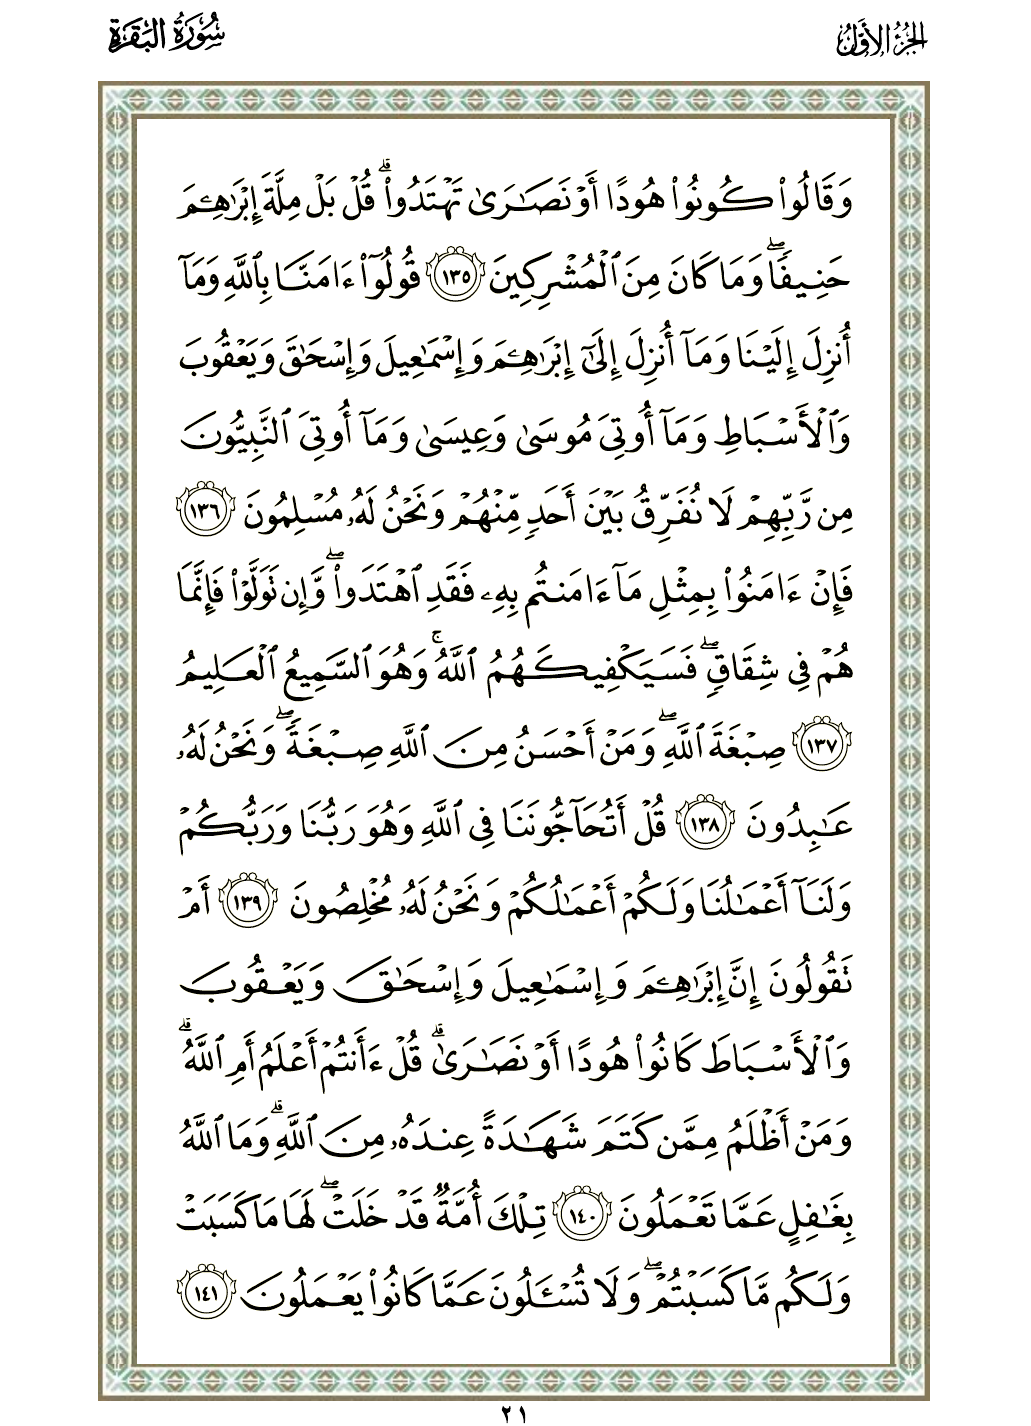 الجزء الأول
سورة البقرة
وَقَالُوا۟ كُونُوا۟ هُودًا أَوْ نَصَـٰرَىٰ تَهْتَدُوا۟ ۗ قُلْ بَلْ مِلَّةَ إِبْرَٰهِـۧمَ
حَنِيفًا ۖ وَمَا كَانَ مِنَ ٱلْمُشْرِكِينَ ١٣٥ قُولُوٓا۟ ءَامَنَّا بِٱللَّهِ وَمَآ
أُنزِلَ إِلَيْنَا وَمَآ أُنزِلَ إِلَىٰٓ إِبْرَٰهِـۧمَ وَإِسْمَـٰعِيلَ وَإِسْحَـٰقَ وَيَعْقُوبَ
وَٱلْأَسْبَاطِ وَمَآ أُوتِىَ مُوسَىٰ وَعِيسَىٰ وَمَآ أُوتِىَ ٱلنَّبِيُّونَ
مِن رَّبِّهِمْ لَا نُفَرِّقُ بَيْنَ أَحَدٍ مِّنْهُمْ وَنَحْنُ لَهُۥ مُسْلِمُونَ ١٣٦
فَإِنْ ءَامَنُوا۟ بِمِثْلِ مَآ ءَامَنتُم بِهِۦ فَقَدِ ٱهْتَدَوا۟ ۖ وَّإِن تَوَلَّوْا۟ فَإِنَّمَا
هُمْ فِى شِقَاقٍ ۖ فَسَيَكْفِيكَهُمُ ٱللَّهُ ۚ وَهُوَ ٱلسَّمِيعُ ٱلْعَلِيمُ
١٣٧ صِبْغَةَ ٱللَّهِ ۖ وَمَنْ أَحْسَنُ مِنَ ٱللَّهِ صِبْغَةً ۖ وَنَحْنُ لَهُۥ
عَـٰبِدُونَ ١٣٨ قُلْ أَتُحَآجُّونَنَا فِى ٱللَّهِ وَهُوَ رَبُّنَا وَرَبُّكُمْ
وَلَنَآ أَعْمَـٰلُنَا وَلَكُمْ أَعْمَـٰلُكُمْ وَنَحْنُ لَهُۥ مُخْلِصُونَ ١٣٩ أَمْ
تَقُولُونَ إِنَّ إِبْرَٰهِـۧمَ وَإِسْمَـٰعِيلَ وَإِسْحَـٰقَ وَيَعْقُوبَ
وَٱلْأَسْبَاطَ كَانُوا۟ هُودًا أَوْ نَصَـٰرَىٰ ۗ قُلْ ءَأَنتُمْ أَعْلَمُ أَمِ ٱللَّهُ ۗ
وَمَنْ أَظْلَمُ مِمَّن كَتَمَ شَهَـٰدَةً عِندَهُۥ مِنَ ٱللَّهِ ۗ وَمَا ٱللَّهُ
بِغَـٰفِلٍ عَمَّا تَعْمَلُونَ ١٤٠ تِلْكَ أُمَّةٌ قَدْ خَلَتْ ۖ لَهَا مَا كَسَبَتْ
وَلَكُم مَّا كَسَبْتُمْ ۖ وَلَا تُسْـَٔلُونَ عَمَّا كَانُوا۟ يَعْمَلُونَ ١٤١
٢١